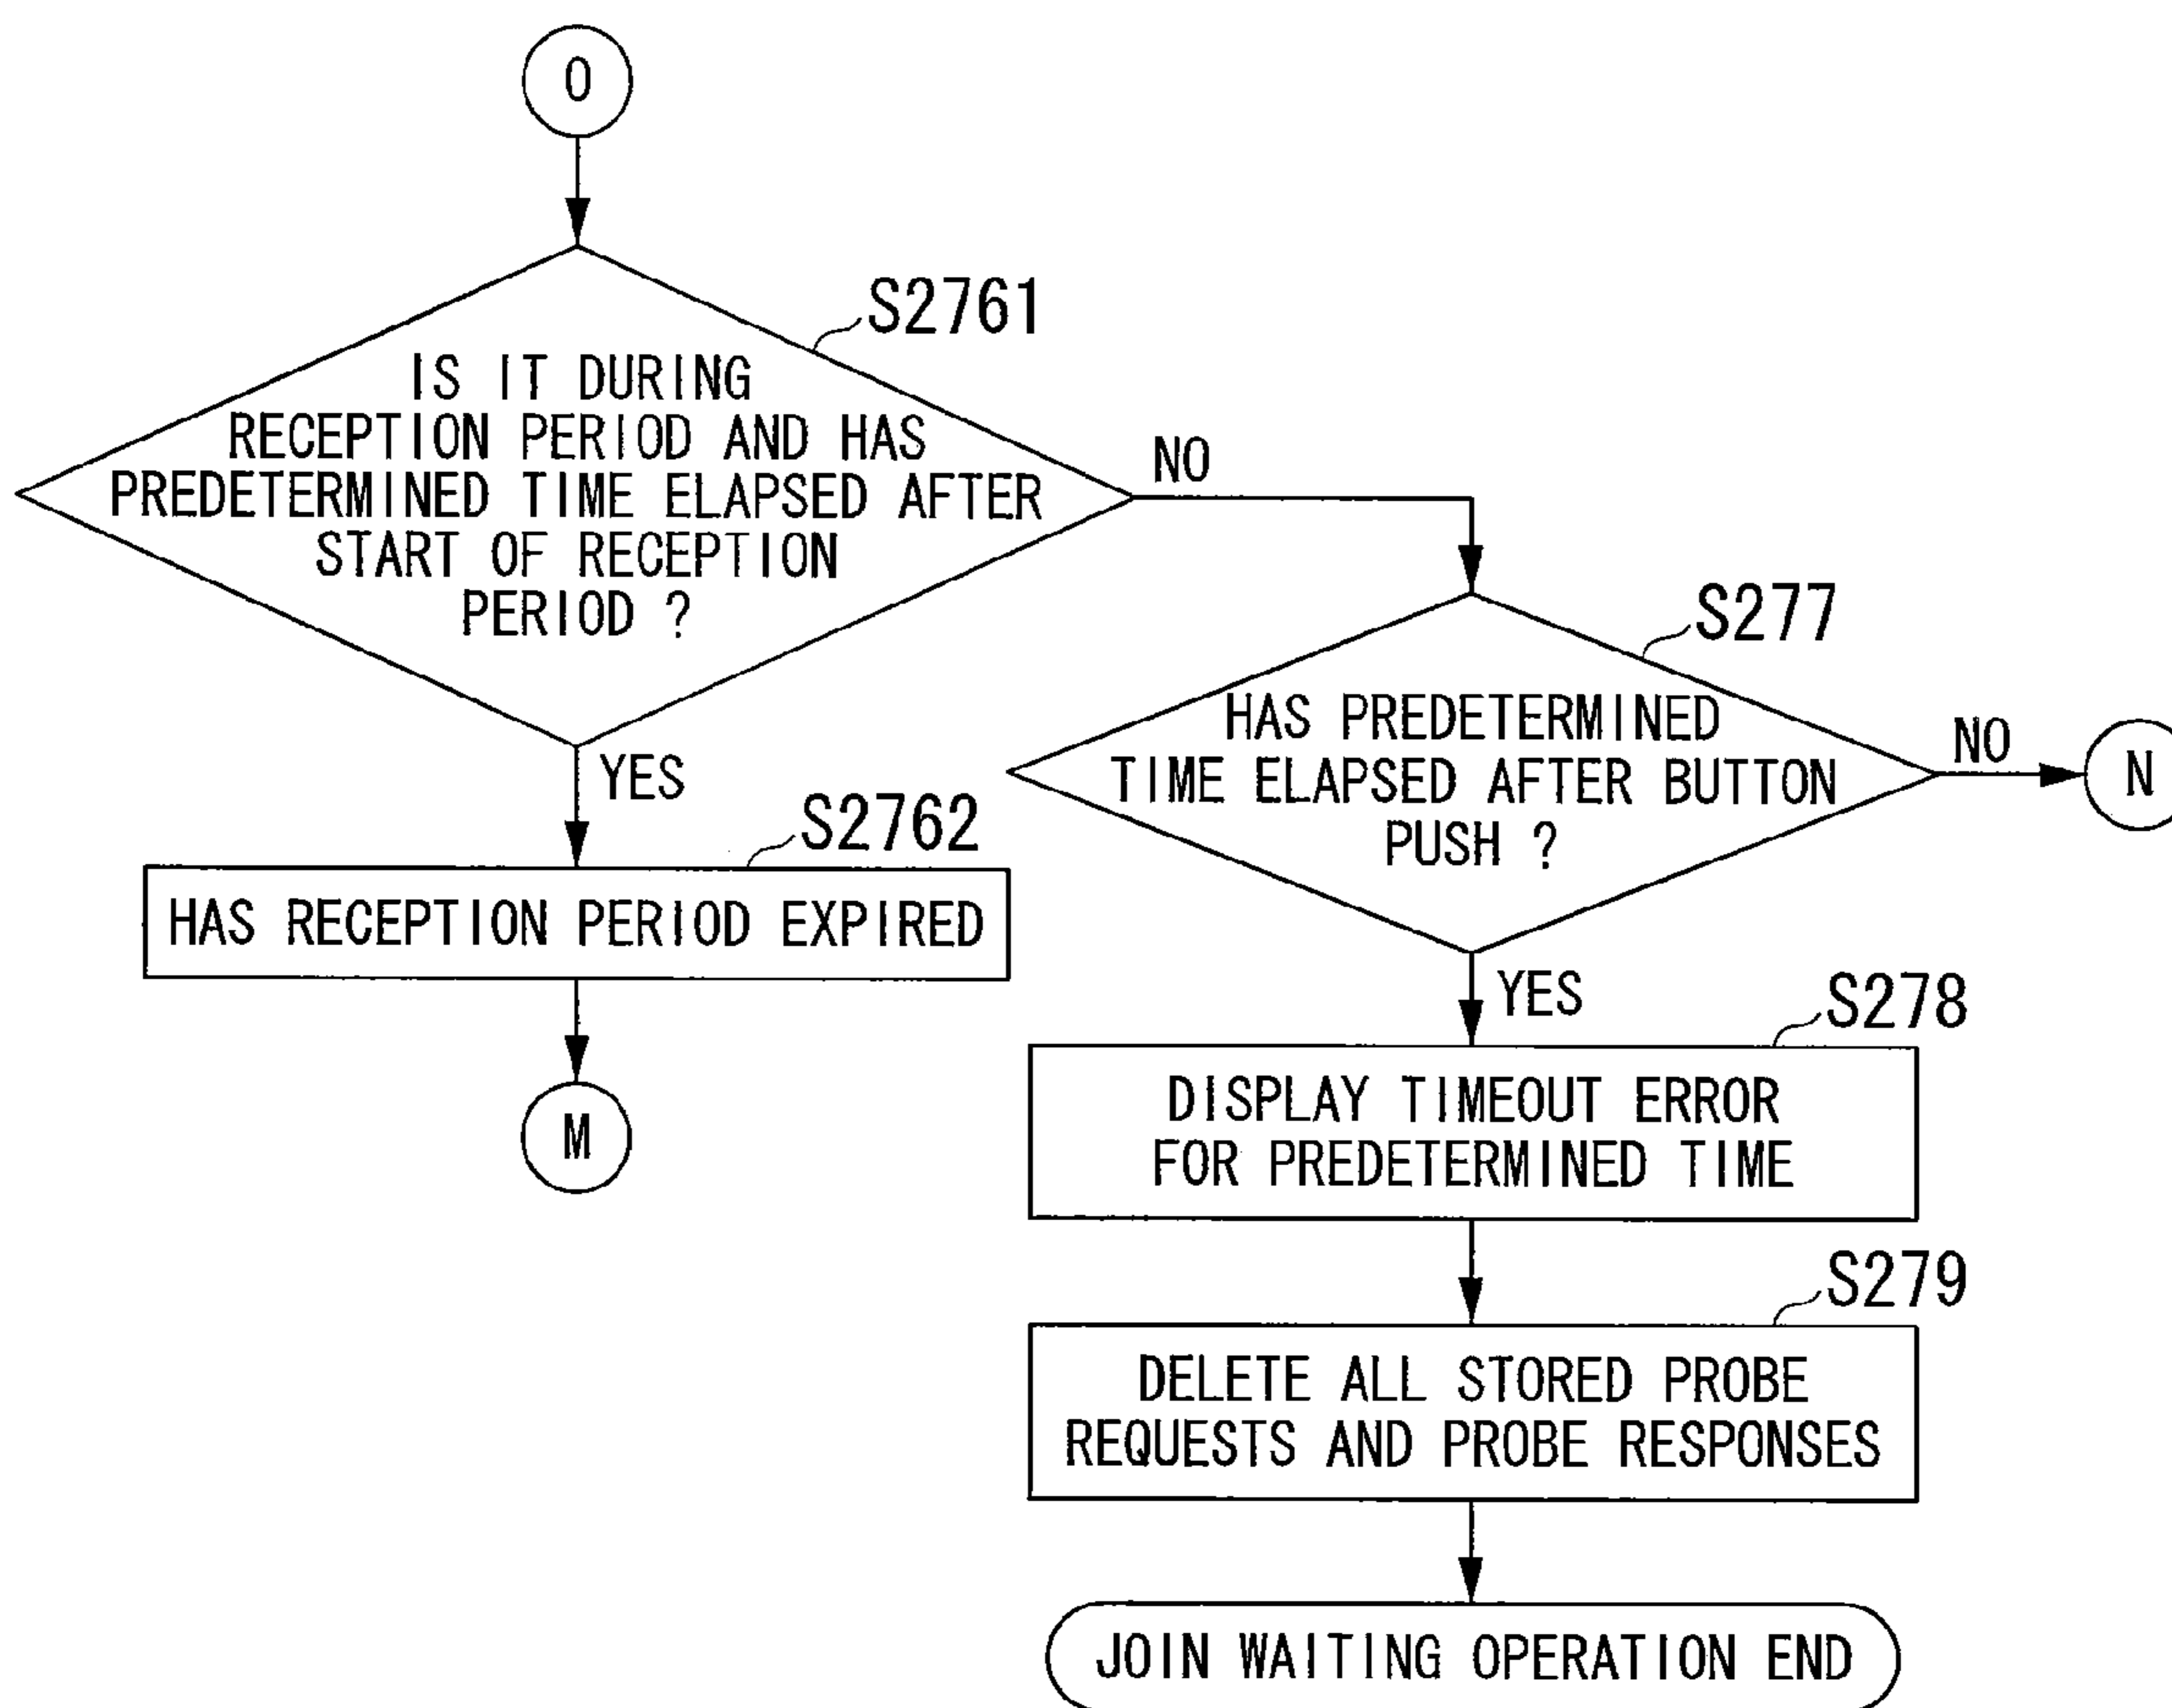 O
S2761
IS IT DURING
RECEPTION PERIOD AND HAS
PREDETERMINED TIME ELAPSED AFTER
START OF RECEPTION
PERIOD ?
NO
YES
S2762
HAS RECEPTION PERIOD EXPIRED
M
S277
HAS PREDETERMINED
TIME ELAPSED AFTER BUTTON
PUSH ?
NO
N
YES
S278
DISPLAY TIMEOUT ERROR
FOR PREDETERMINED TIME
S279
DELETE ALL STORED PROBE
REQUESTS AND PROBE RESPONSES
JOIN WAITING OPERATION END